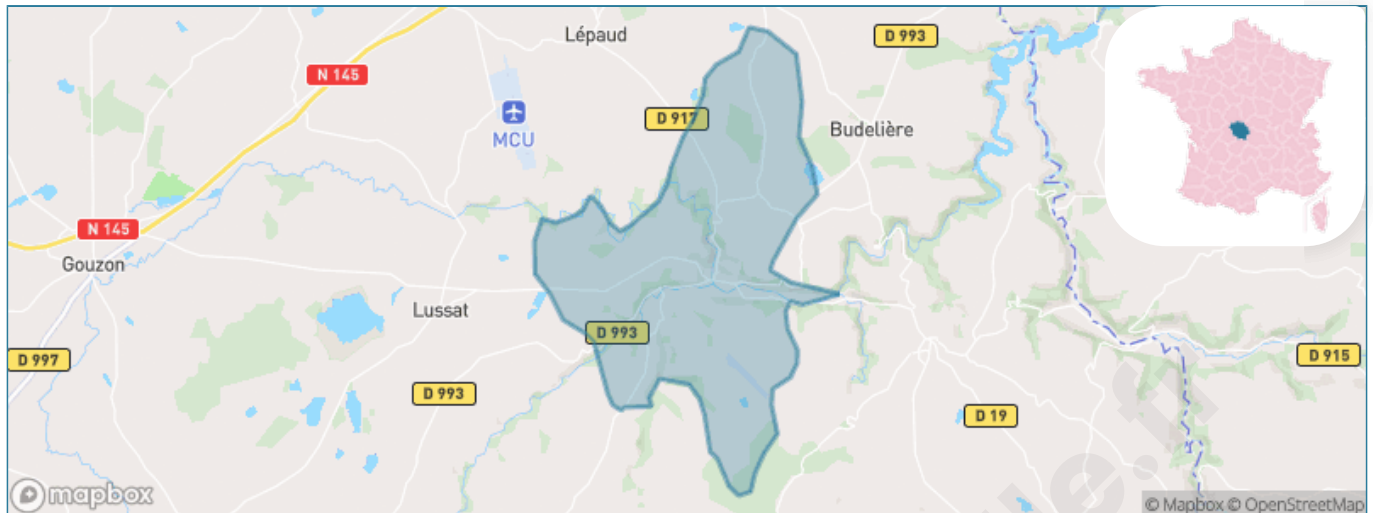 Lépaud
D 993
N 145
MCU
D 917
Budelière
N 145
Gouzon
Lussat
D 993
D 997
D 915
D 993
D 19
mapbox
© Mapbox © OpenStreetMap